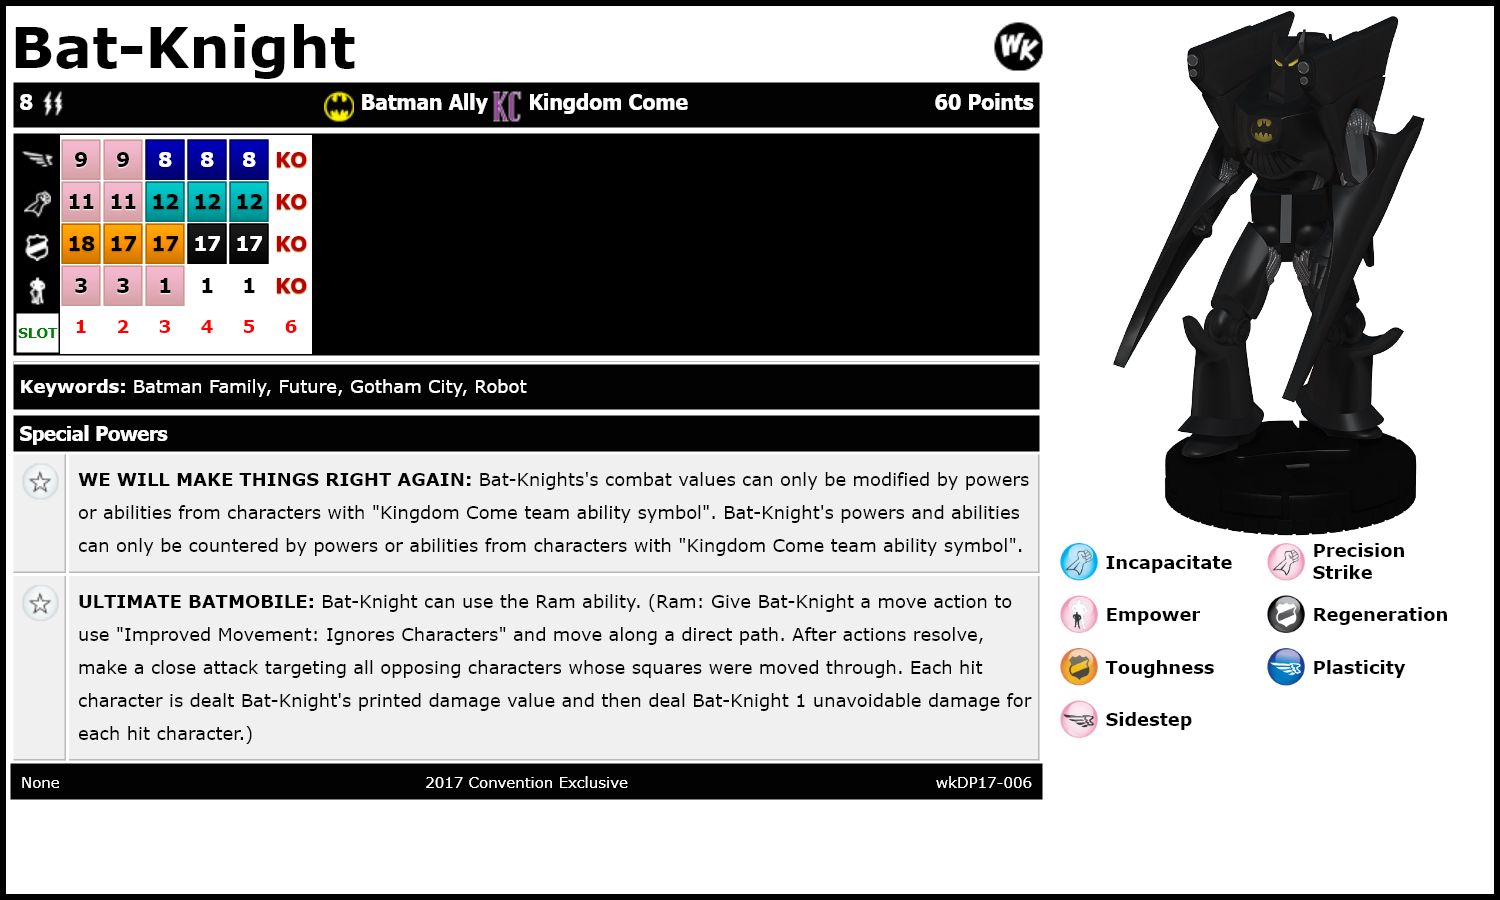 Bat-Knight
WK
8 Batman Ally KC Kingdom Come 60 Points
9 9 8 8 8 KO
11 11 12 12 12 KO
18 17 17 17 17 KO
3 3 1 1 1 KO
SLOT 1 2 3 4 5 6
Keywords: Batman Family, Future, Gotham City, Robot
Special Powers
WE WILL MAKE THINGS RIGHT AGAIN: Bat-Knights's combat values can only be modified by powers
or abilities from characters with "Kingdom Come team ability symbol". Bat-Knight's powers and abilities
can only be countered by powers or abilities from characters with "Kingdom Come team ability symbol".
ULTIMATE BATMOBILE: Bat-Knight can use the Ram ability. (Ram: Give Bat-Knight a move action to
use "Improved Movement: Ignores Characters" and move along a direct path. After actions resolve,
make a close attack targeting all opposing characters whose squares were moved through. Each hit
character is dealt Bat-Knight's printed damage value and then deal Bat-Knight 1 unavoidable damage for
each hit character.)
None 2017 Convention Exclusive wkDP17-006
Incapacitate
Precision
Strike
Empower
Regeneration
Toughness
Plasticity
Sidestep